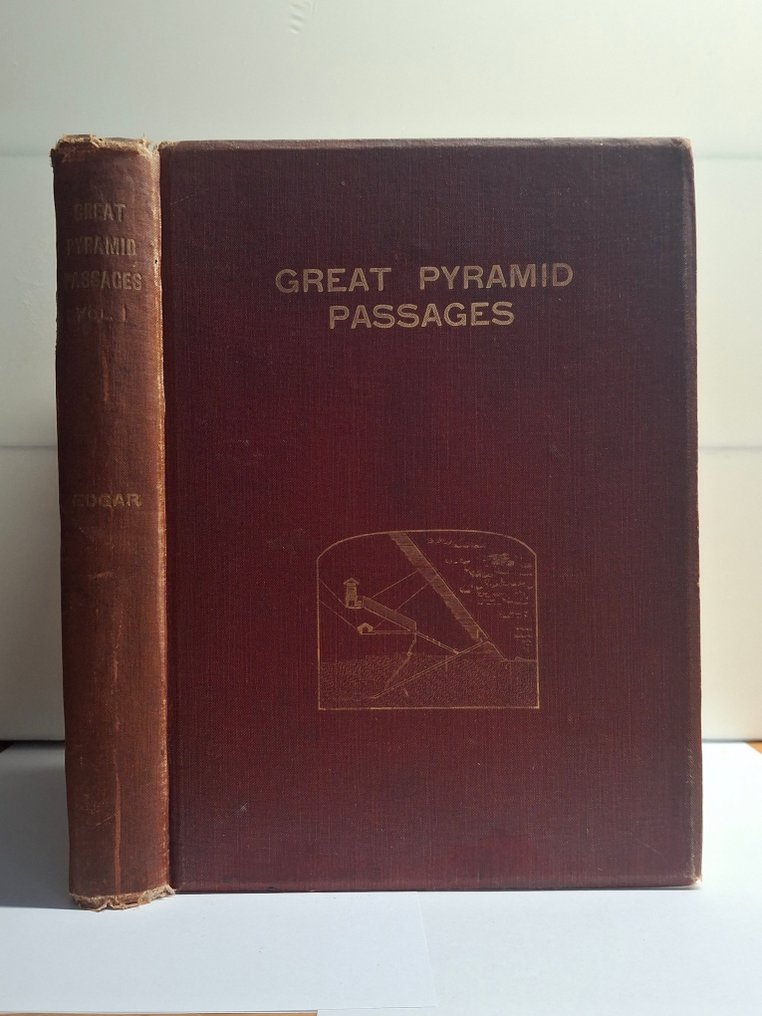 GREAT
PYRAMID
PASSAGES
VOL. I
EDGAR
GREAT PYRAMID
PASSAGES